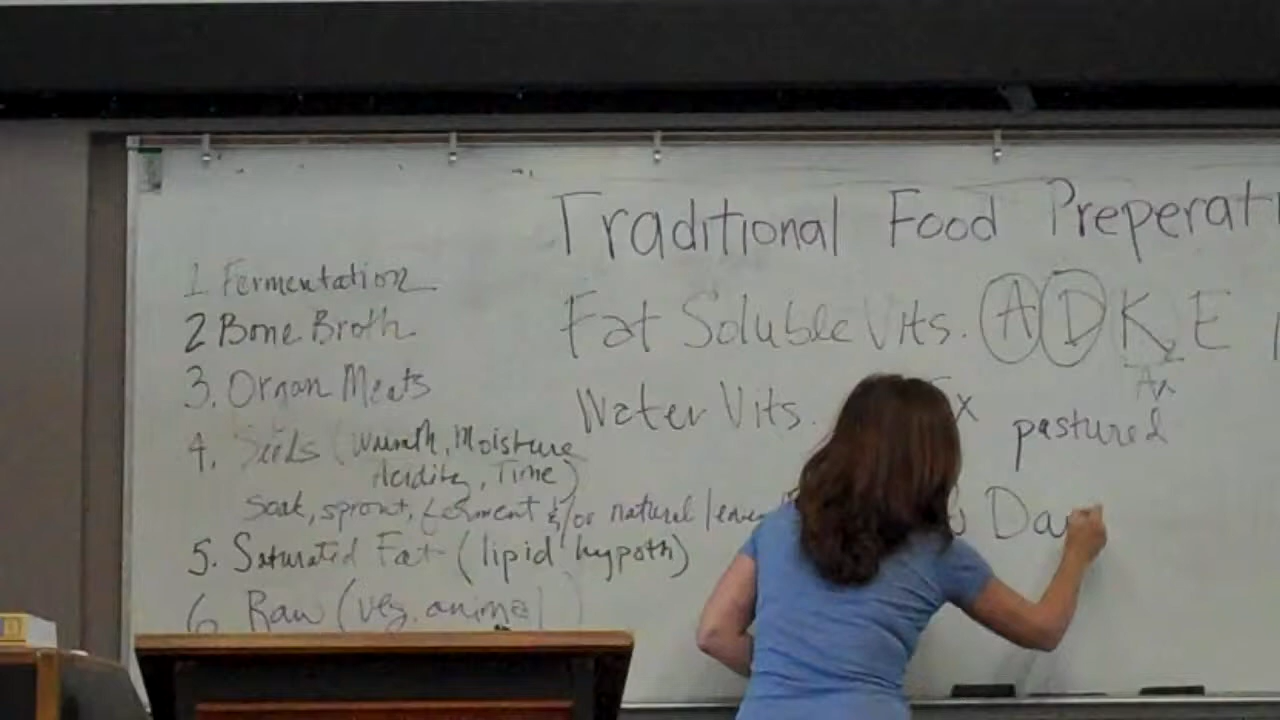 Traditional Food Preperat
Fat Soluble Vits. A D K2 E
Water Vits.
pastured
Da
1 Fermentation
2 Bone Broth
3. Organ Meats
4. Seeds (Warmth, Moisture
Acidity, Time)
soak, sprout, ferment &/or natural leave
5. Saturated Fat (lipid hypoth)
6 Raw (veg. animal)